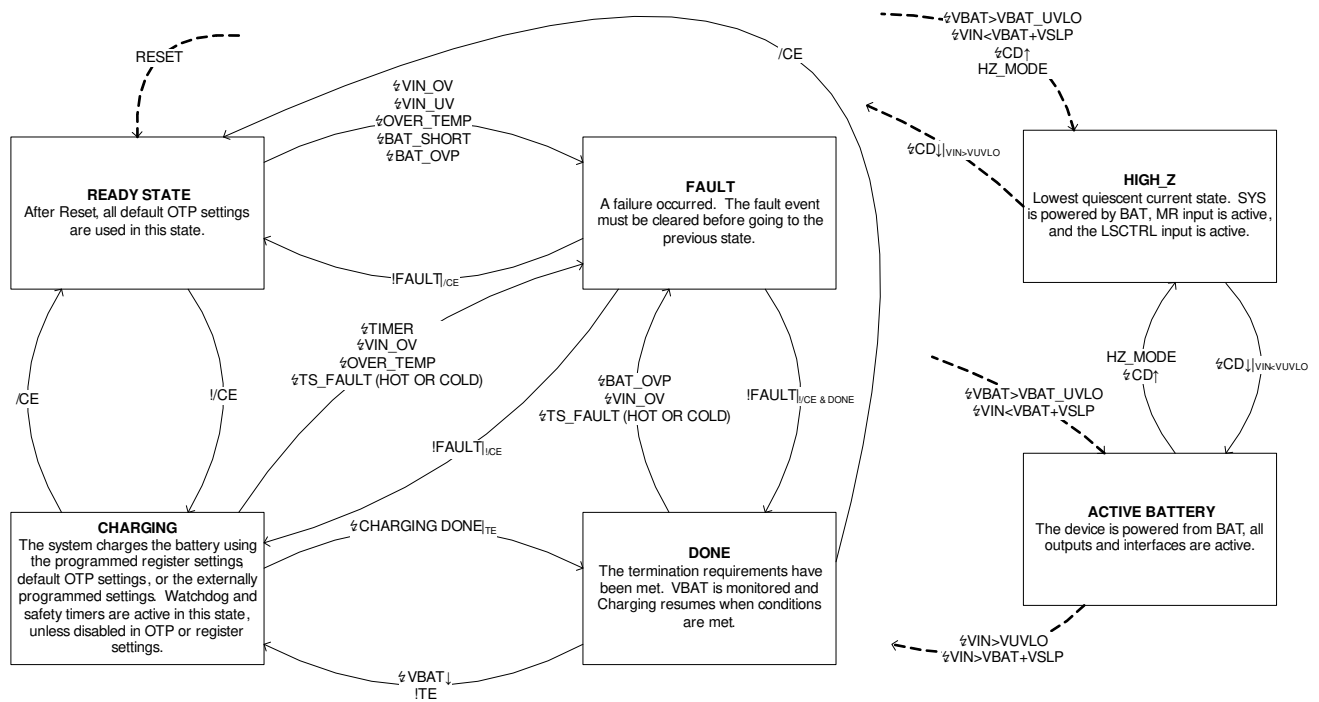 RESET
↯VIN_OV
↯VIN_UV
↯OVER_TEMP
↯BAT_SHORT
↯BAT_OVP
/CE
↯VBAT>VBAT_UVLO
↯VIN<VBAT+VSLP
↯CD↑
HZ_MODE
READY STATE
After Reset, all default OTP settings
are used in this state.
FAULT
A failure occurred. The fault event
must be cleared before going to the
previous state.
↯CD↓|VIN>VUVLO
HIGH_Z
Lowest quiescent current state. SYS
is powered by BAT, MR input is active,
and the LSCTRL input is active.
!FAULT|/CE
↯TIMER
↯VIN_OV
↯OVER_TEMP
↯TS_FAULT (HOT OR COLD)
/CE
!/CE
↯BAT_OVP
↯VIN_OV
↯TS_FAULT (HOT OR COLD)
!FAULT|!/CE & DONE
!FAULT|!/CE
HZ_MODE
↯CD↑
↯CD↓|VIN<VUVLO
↯VBAT>VBAT_UVLO
↯VIN<VBAT+VSLP
CHARGING
The system charges the battery using
the programmed register settings,
default OTP settings, or the externally
programmed settings. Watchdog and
safety timers are active in this state,
unless disabled in OTP or register
settings.
↯CHARGING DONE|TE
DONE
The termination requirements have
been met. VBAT is monitored and
Charging resumes when conditions
are met.
ACTIVE BATTERY
The device is powered from BAT, all
outputs and interfaces are active.
↯VBAT↓
!TE
↯VIN>VUVLO
↯VIN>VBAT+VSLP